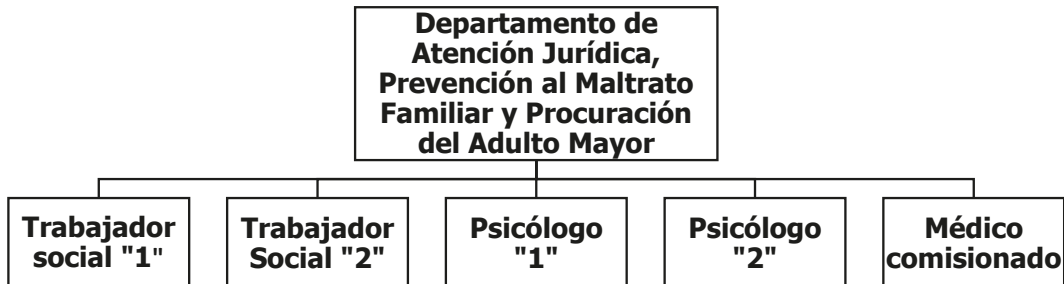 Departamento de
Atención Jurídica,
Prevención al Maltrato
Familiar y Procuración
del Adulto Mayor
Trabajador
social "1"
Trabajador
Social "2"
Psicólogo
"1"
Psicólogo
"2"
Médico
comisionado